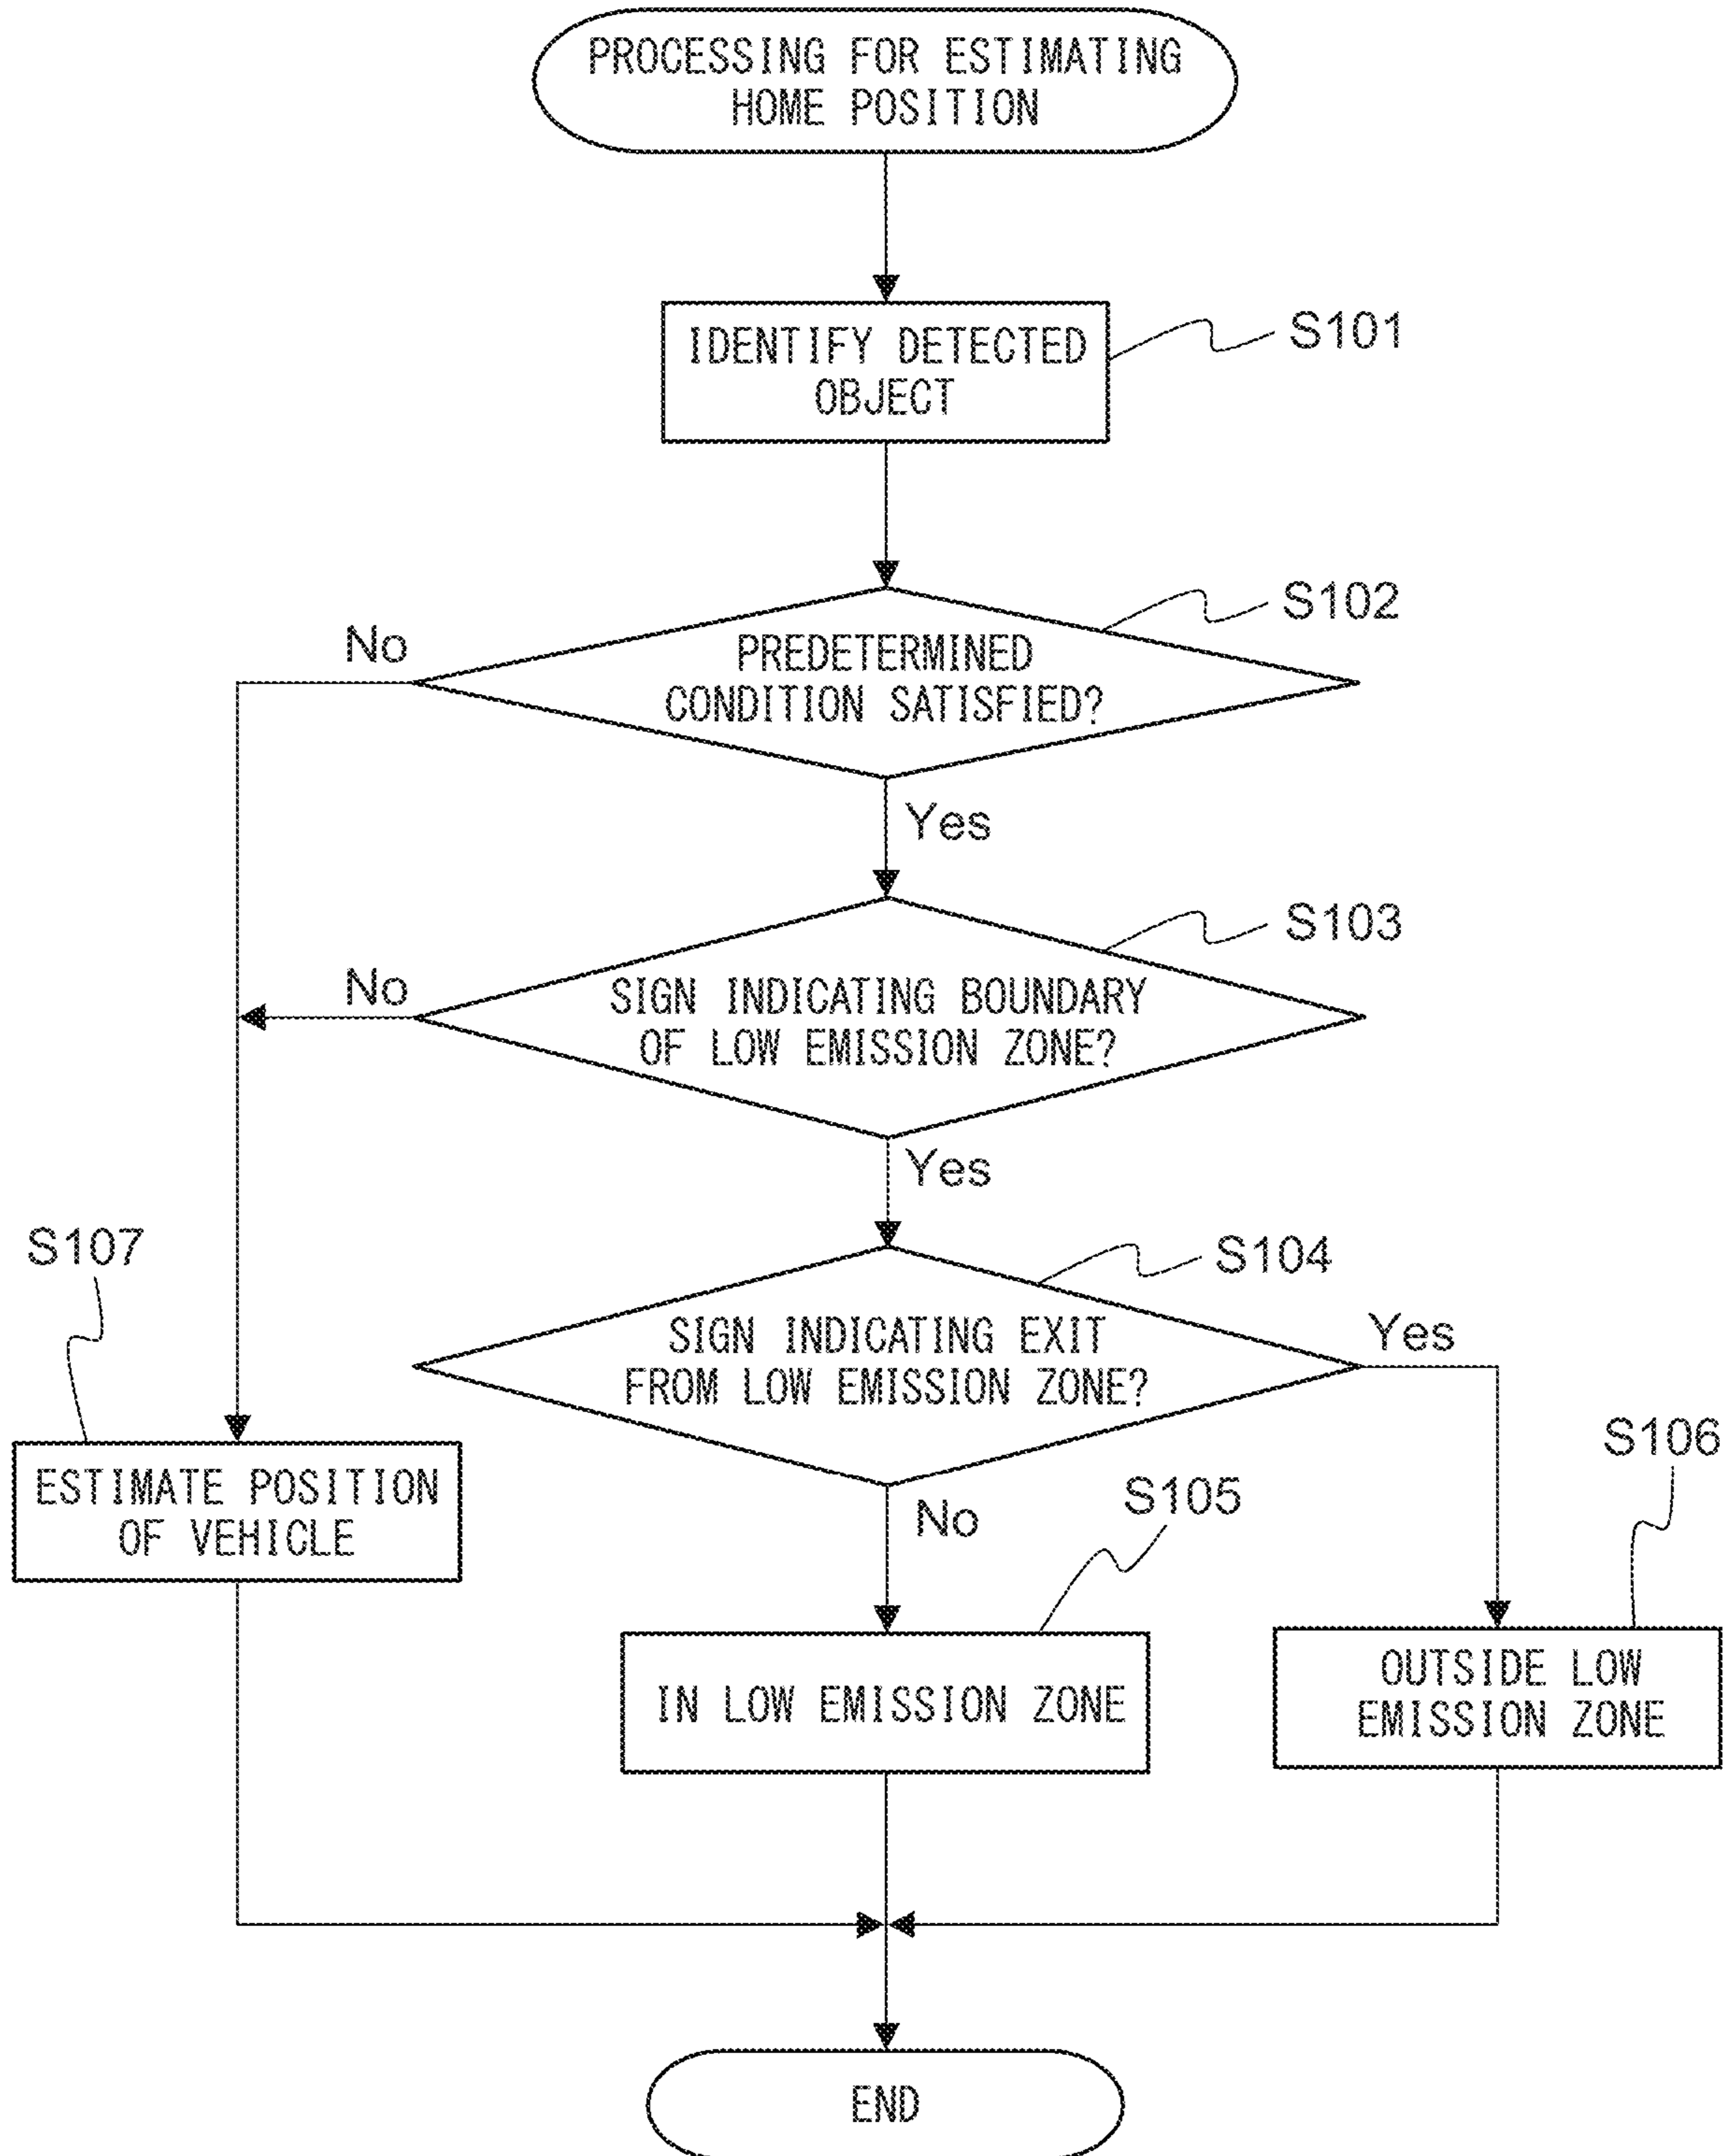 PROCESSING FOR ESTIMATING
HOME POSITION
IDENTIFY DETECTED
OBJECT
S101
S102
No
PREDETERMINED
CONDITION SATISFIED?
Yes
S103
No
SIGN INDICATING BOUNDARY
OF LOW EMISSION ZONE?
Yes
S107
S104
SIGN INDICATING EXIT
FROM LOW EMISSION ZONE?
Yes
S106
ESTIMATE POSITION
OF VEHICLE
No
S105
IN LOW EMISSION ZONE
OUTSIDE LOW
EMISSION ZONE
END